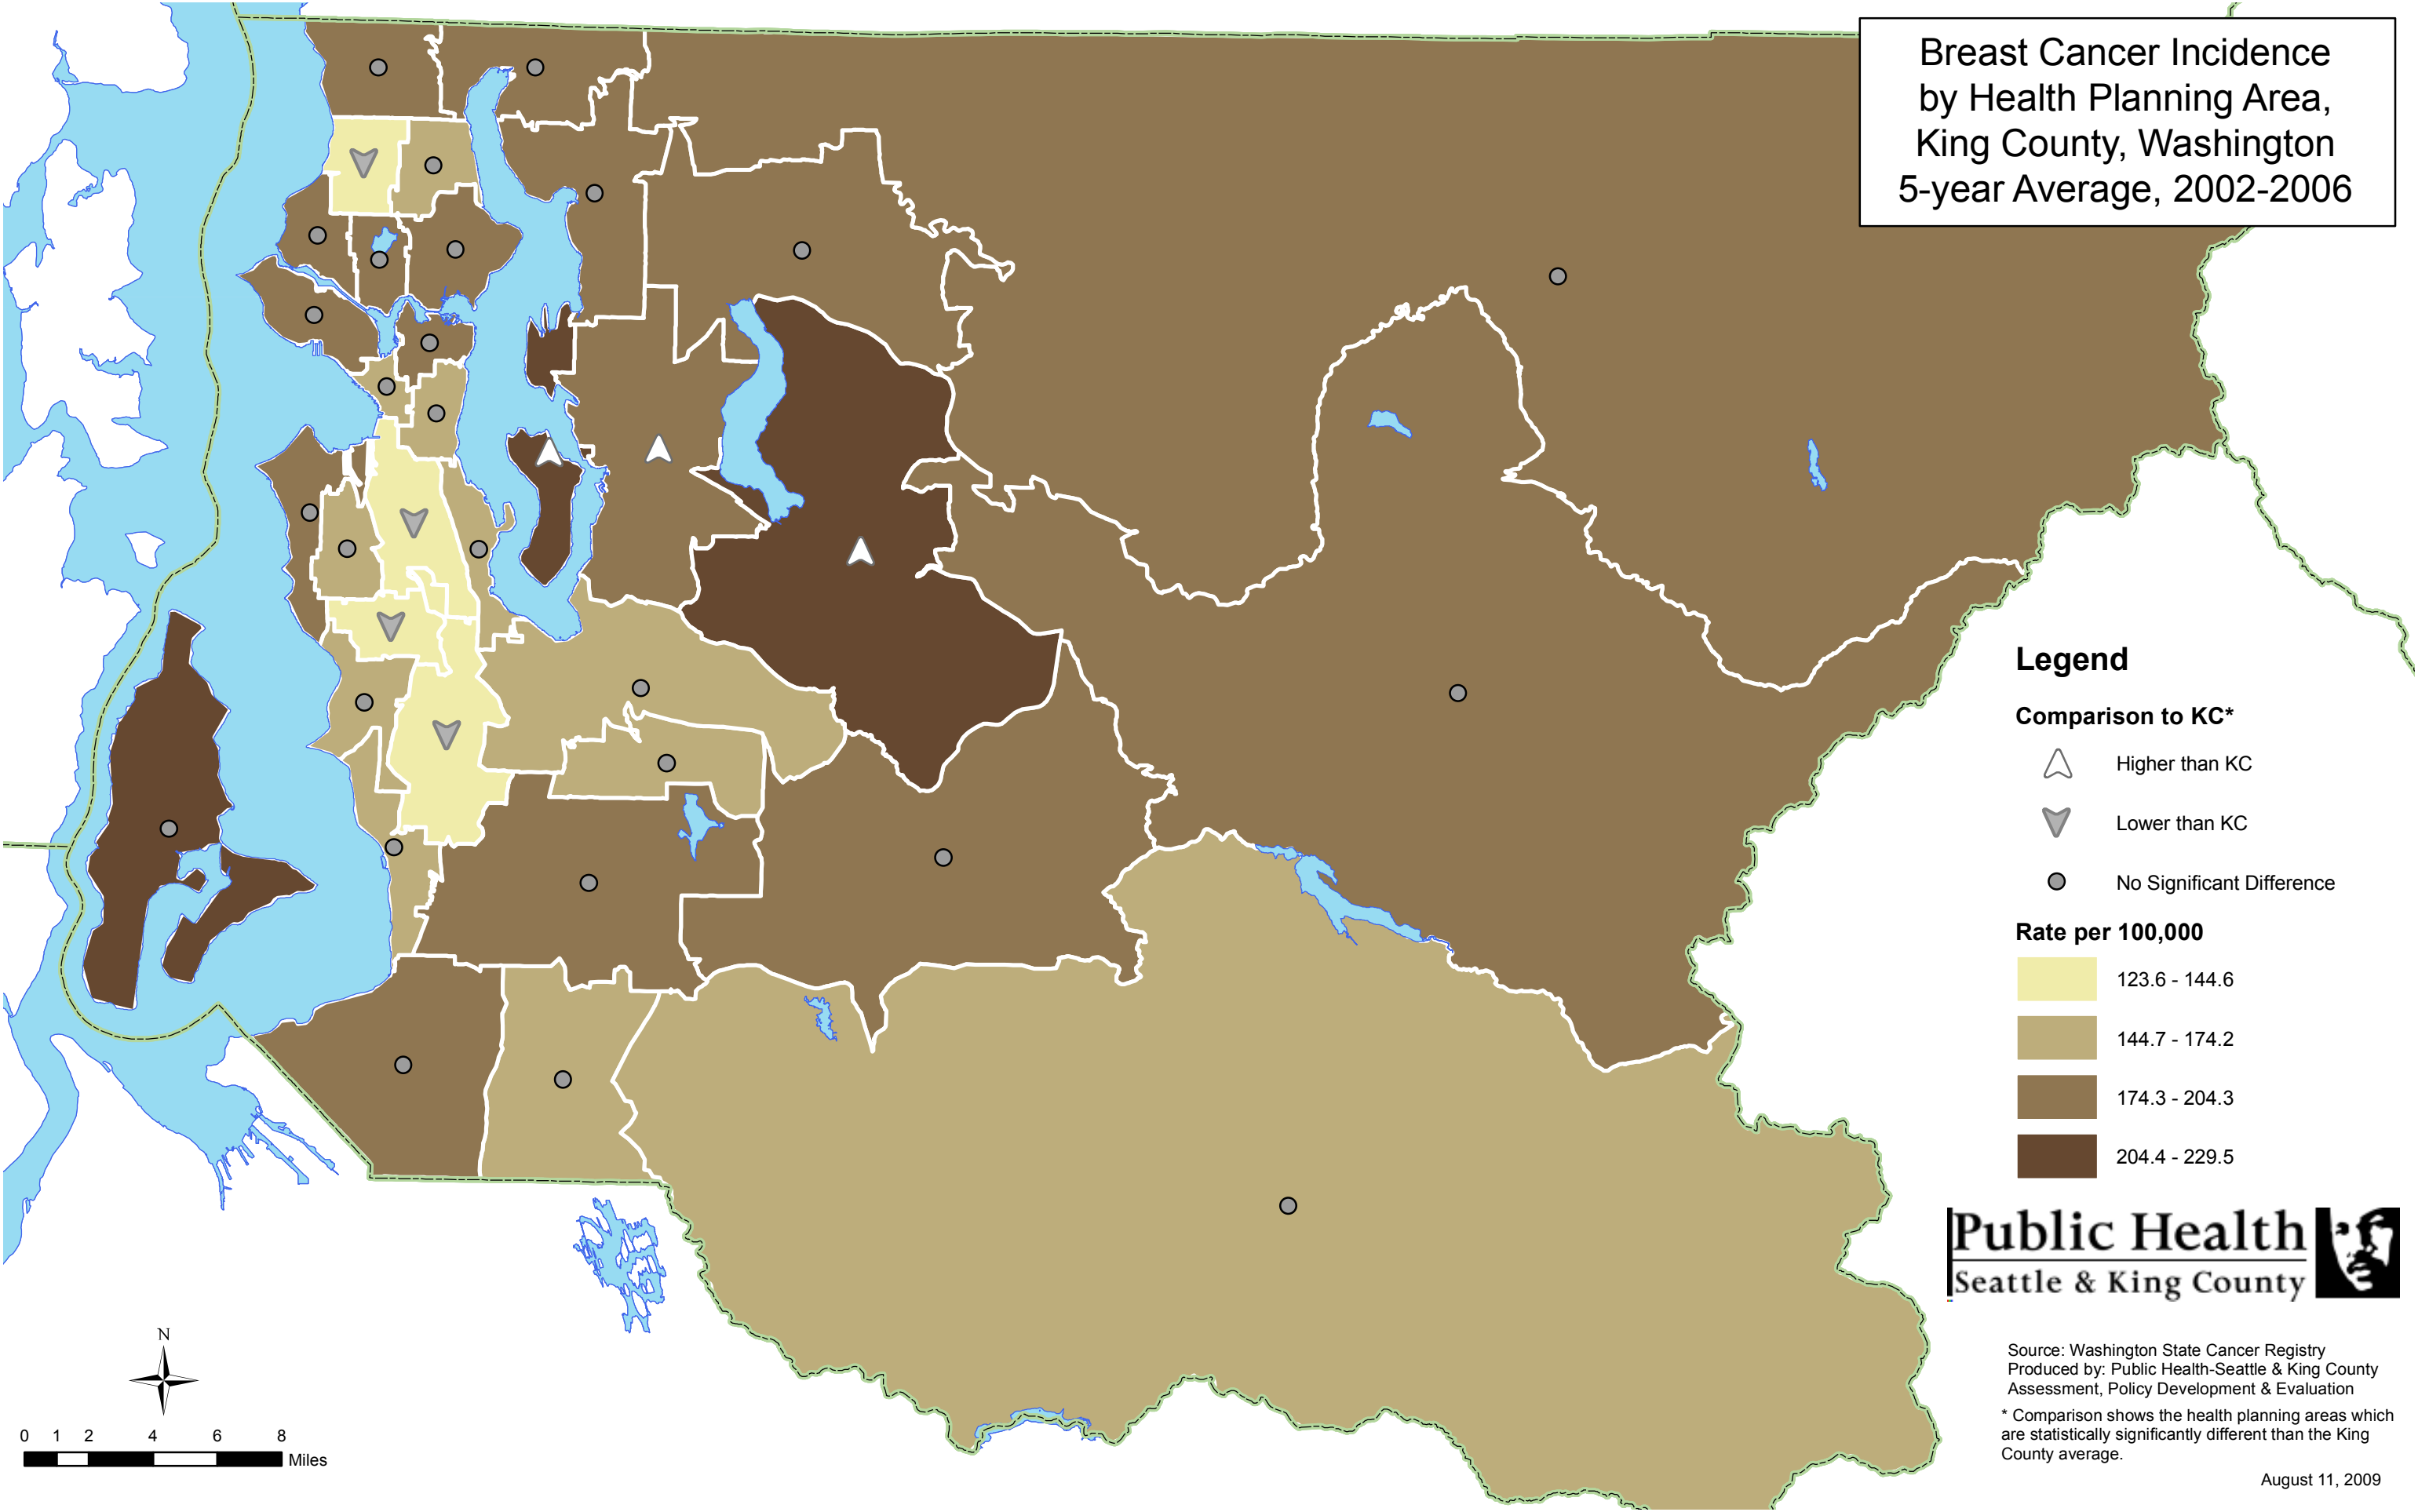 Breast Cancer Incidence
by Health Planning Area,
King County, Washington
5-year Average, 2002-2006
Legend
Comparison to KC*
Higher than KC
Lower than KC
No Significant Difference
Rate per 100,000
123.6 - 144.6
144.7 - 174.2
174.3 - 204.3
204.4 - 229.5
Public Health
Seattle & King County
Source: Washington State Cancer Registry
Produced by: Public Health-Seattle & King County
Assessment, Policy Development & Evaluation
* Comparison shows the health planning areas which
are statistically significantly different than the King
County average.
August 11, 2009
N
0 1 2 4 6 8
Miles